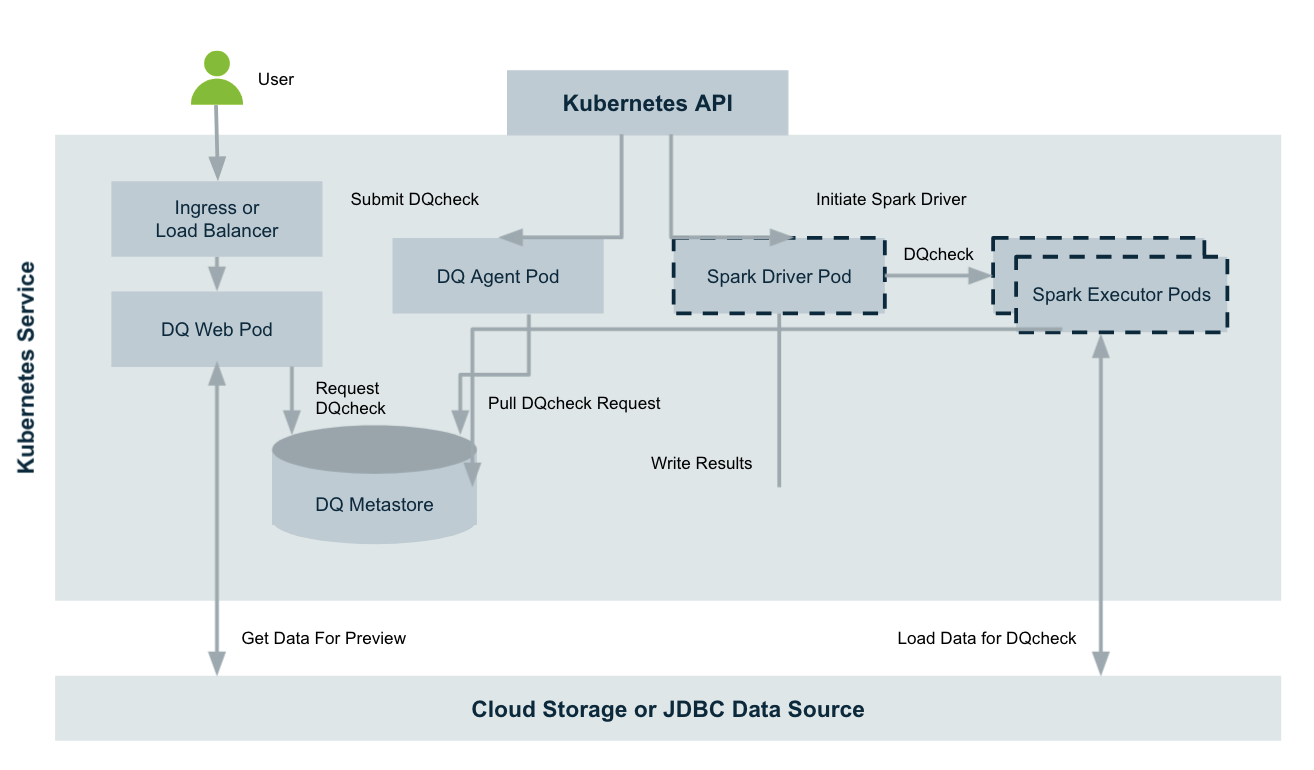 User
Kubernetes API
Ingress or
Load Balancer
Submit DQcheck
Initiate Spark Driver
DQ Agent Pod
Spark Driver Pod
DQcheck
Spark Executor Pods
DQ Web Pod
Request
DQcheck
Pull DQcheck Request
Write Results
DQ Metastore
Kubernetes Service
Get Data For Preview
Load Data for DQcheck
Cloud Storage or JDBC Data Source